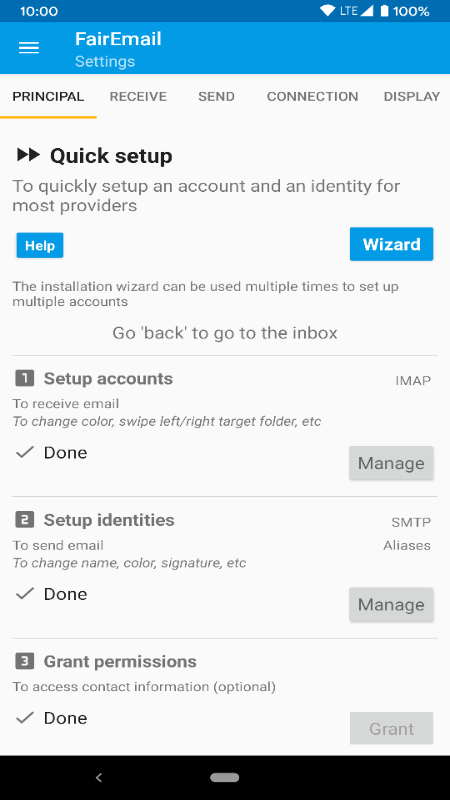 10:00 LTE 100%
FairEmail
Settings
PRINCIPAL RECEIVE SEND CONNECTION DISPLAY
Quick setup
To quickly setup an account and an identity for
most providers
Help Wizard
The installation wizard can be used multiple times to set up
multiple accounts
Go 'back' to go to the inbox
1 Setup accounts IMAP
To receive email
To change color, swipe left/right target folder, etc
Done Manage
2 Setup identities SMTP
To send email Aliases
To change name, color, signature, etc
Done Manage
3 Grant permissions
To access contact information (optional)
Done Grant